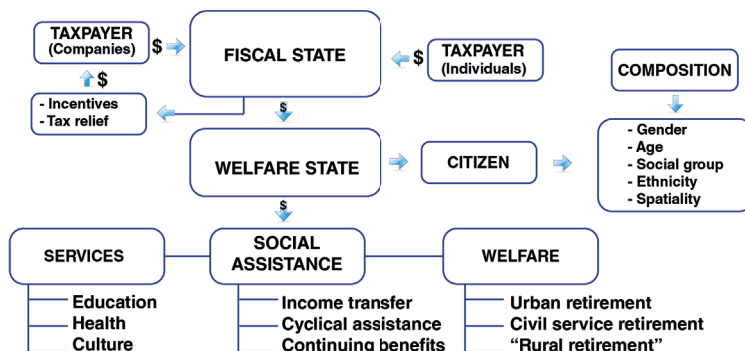 TAXPAYER
(Companies)
$
FISCAL STATE
$
TAXPAYER
(Individuals)
$
- Incentives
- Tax relief
$
COMPOSITION
- Gender
- Age
- Social group
- Ethnicity
- Spatiality
WELFARE STATE
CITIZEN
$
SERVICES
SOCIAL
ASSISTANCE
WELFARE
Education
Health
Culture
Income transfer
Cyclical assistance
Continuing benefits
Urban retirement
Civil service retirement
“Rural retirement”